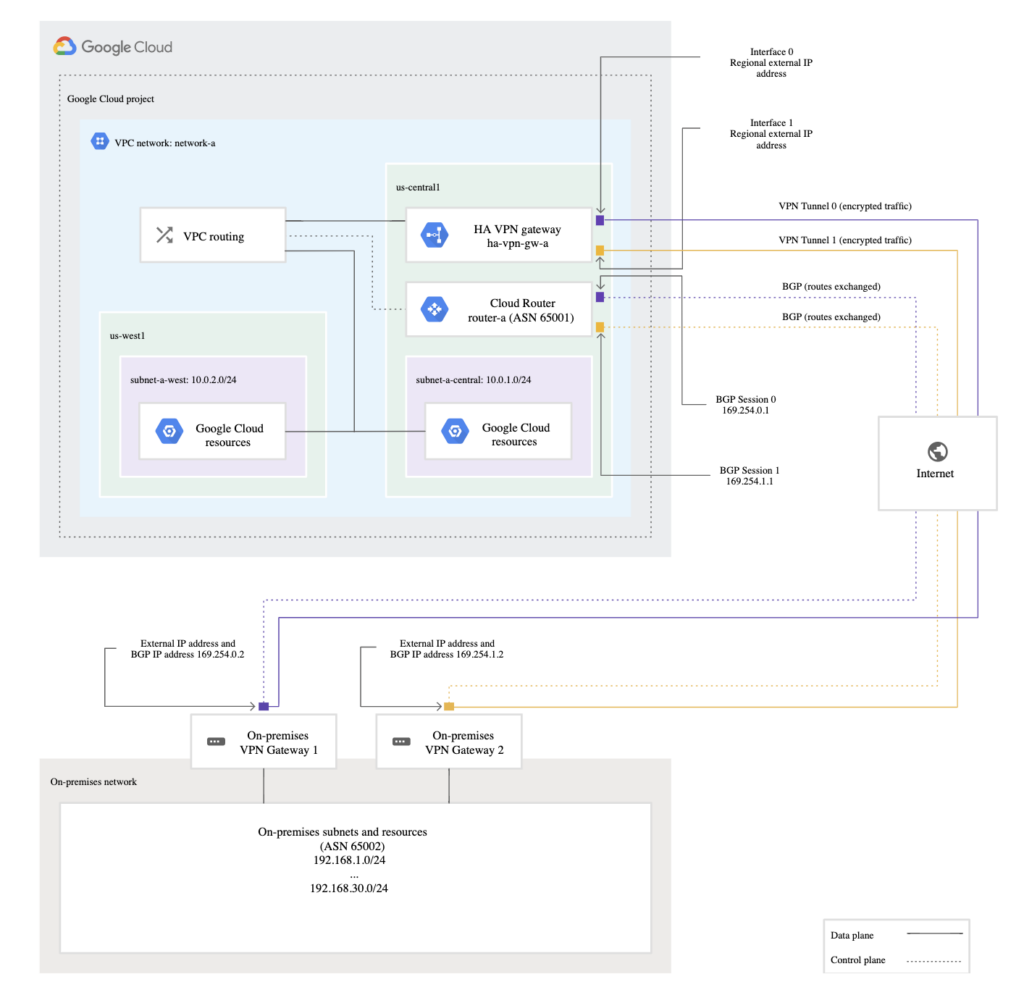 Google Cloud
Google Cloud project
VPC network: network-a
us-central1
VPC routing
HA VPN gateway
ha-vpn-gw-a
Cloud Router
router-a (ASN 65001)
us-west1
subnet-a-west: 10.0.2.0/24
Google Cloud
resources
subnet-a-central: 10.0.1.0/24
Google Cloud
resources
Interface 0
Regional external IP
address
Interface 1
Regional external IP
address
VPN Tunnel 0 (encrypted traffic)
VPN Tunnel 1 (encrypted traffic)
BGP (routes exchanged)
BGP (routes exchanged)
BGP Session 0
169.254.0.1
BGP Session 1
169.254.1.1
Internet
External IP address and
BGP IP address 169.254.0.2
External IP address and
BGP IP address 169.254.1.2
On-premises
VPN Gateway 1
On-premises
VPN Gateway 2
On-premises network
On-premises subnets and resources
(ASN 65002)
192.168.1.0/24
...
192.168.30.0/24
Data plane
Control plane